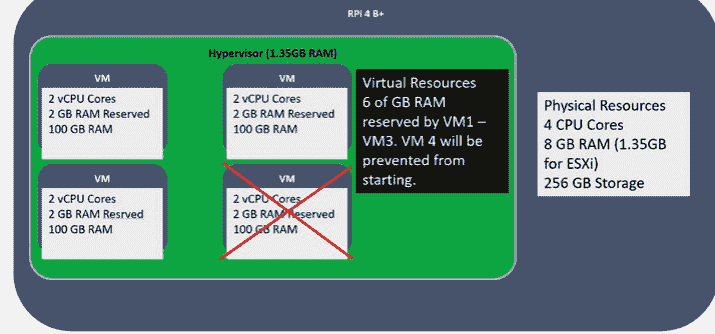 RPi 4 B+
Hypervisor (1.35GB RAM)
VM
2 vCPU Cores
2 GB RAM Reserved
100 GB RAM
VM
2 vCPU Cores
2 GB RAM Reserved
100 GB RAM
VM
2 vCPU Cores
2 GB RAM Resrved
100 GB RAM
VM
2 vCPU Cores
2 GB RAM Reserved
100 GB RAM
Virtual Resources
6 of GB RAM
reserved by VM1 –
VM3. VM 4 will be
prevented from
starting.
Physical Resources
4 CPU Cores
8 GB RAM (1.35GB
for ESXi)
256 GB Storage